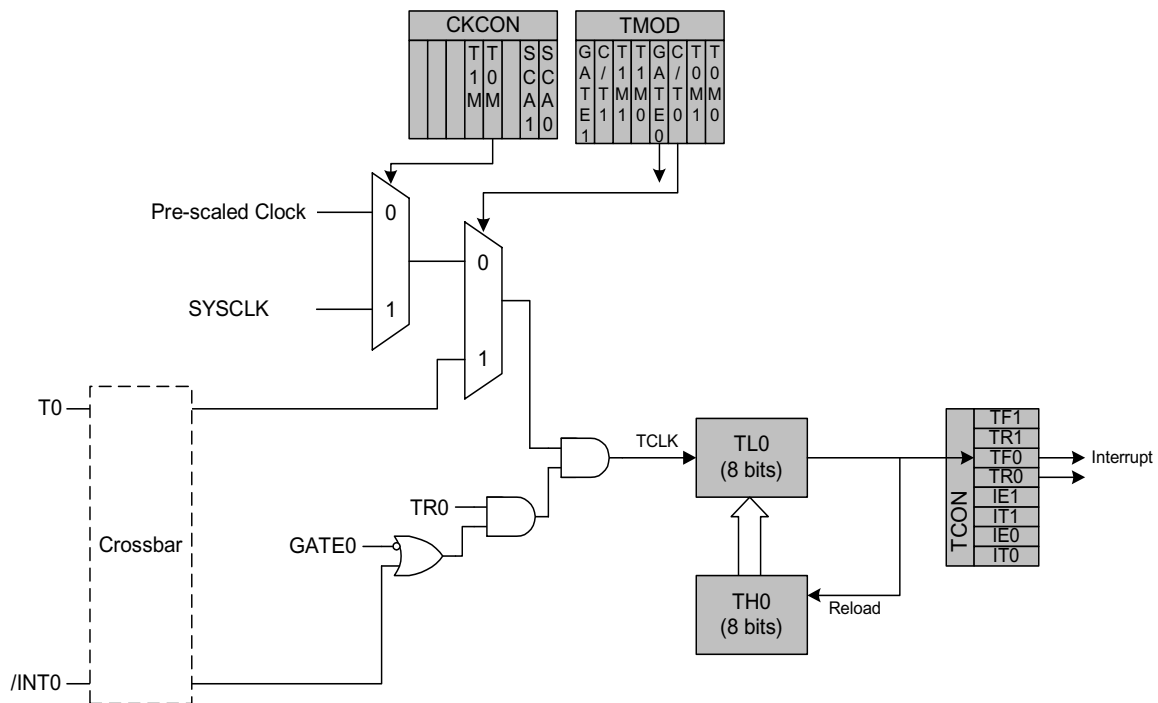 CKCON
T1M
T0M
SCA1
SCA0
TMOD
GATE1
C/T1
T1M1
T1M0
GATE0
C/T0
T0M1
T0M0
Pre-scaled Clock
0
SYSCLK
1
0
1
T0
Crossbar
/INT0
TR0
GATE0
TCLK
TL0
(8 bits)
TH0
(8 bits)
Reload
TCON
TF1
TR1
TF0
TR0
IE1
IT1
IE0
IT0
Interrupt